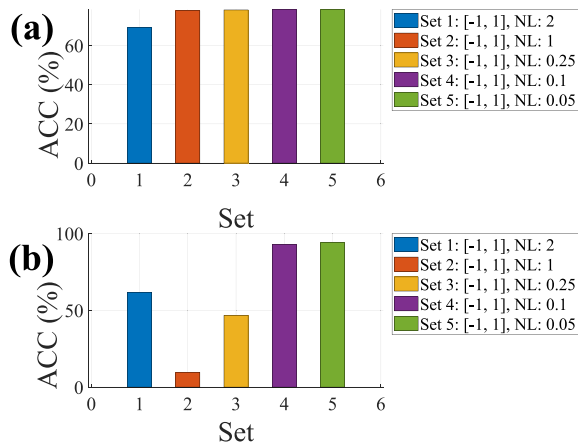 (a)
ACC (%)
60
40
20
0
0 1 2 3 4 5 6
Set
Set 1: [-1, 1], NL: 2
Set 2: [-1, 1], NL: 1
Set 3: [-1, 1], NL: 0.25
Set 4: [-1, 1], NL: 0.1
Set 5: [-1, 1], NL: 0.05
(b)
ACC (%)
100
50
0
0 1 2 3 4 5 6
Set
Set 1: [-1, 1], NL: 2
Set 2: [-1, 1], NL: 1
Set 3: [-1, 1], NL: 0.25
Set 4: [-1, 1], NL: 0.1
Set 5: [-1, 1], NL: 0.05